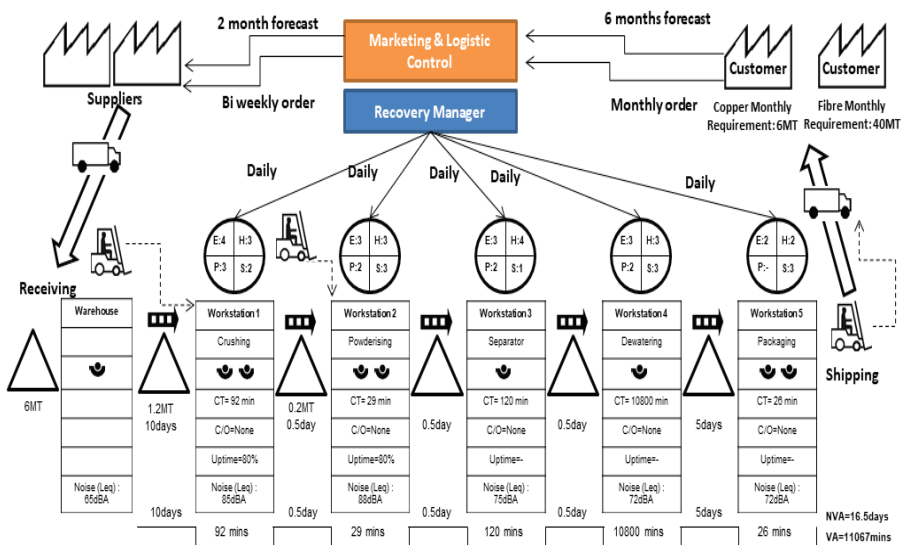 2 month forecast
Marketing & Logistic
Control
6 months forecast
Suppliers
Bi weekly order
Recovery Manager
Monthly order
Customer
Customer
Copper Monthly
Requirement:6MT
Fibre Monthly
Requirement:40MT
Daily
Daily
Daily
Daily
Daily
E:4 H:3
P:3 S:2
E:3 H:3
P:2 S:3
E:3 H:4
P:2 S:1
E:3 H:3
P:2 S:3
E:2 H:2
P:- S:3
Receiving
Shipping
6MT
Warehouse
Noise (Leq) :
65dBA
1.2MT
10days
Workstation 1
Crushing
CT= 92 min
C/O=None
Uptime=80%
Noise (Leq) :
85dBA
0.2MT
0.5day
Workstation 2
Powderising
CT= 29 min
C/O=None
Uptime=80%
Noise (Leq) :
88dBA
0.5day
Workstation 3
Separator
CT= 120 min
C/O=None
Uptime=-
Noise (Leq) :
75dBA
0.5day
Workstation 4
Dewatering
CT= 10800 min
C/O=None
Uptime=-
Noise (Leq) :
72dBA
5days
Workstation 5
Packaging
CT= 26 min
C/O=None
Uptime=-
Noise (Leq) :
72dBA
10days
92 mins
0.5day
29 mins
0.5day
120 mins
0.5day
10800 mins
5days
26 mins
NVA=16.5days
VA=11067mins